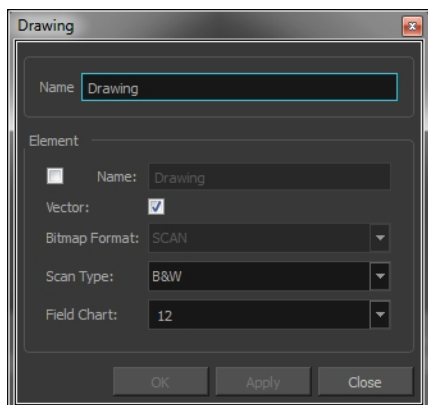 Drawing
Name Drawing
Element
Name: Drawing
Vector:
Bitmap Format: SCAN
Scan Type: B&W
Field Chart: 12
OK Apply Close